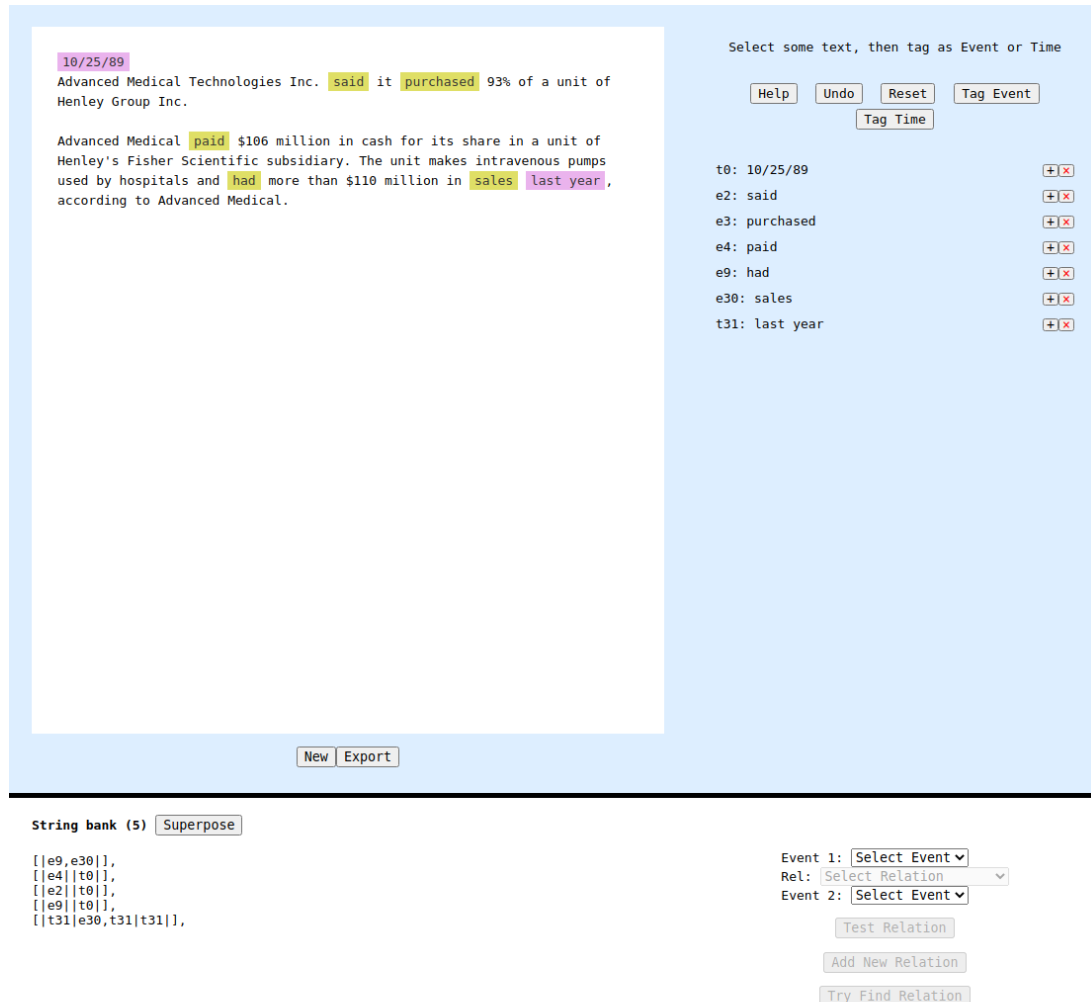 10/25/89
Advanced Medical Technologies Inc. said it purchased 93% of a unit of
Henley Group Inc.
Advanced Medical paid $106 million in cash for its share in a unit of
Henley's Fisher Scientific subsidiary. The unit makes intravenous pumps
used by hospitals and had more than $110 million in sales last year,
according to Advanced Medical.
New Export
Select some text, then tag as Event or Time
Help Undo Reset Tag Event
Tag Time
t0: 10/25/89 + ×
e2: said + ×
e3: purchased + ×
e4: paid + ×
e9: had + ×
e30: sales + ×
t31: last year + ×
String bank (5) Superpose
[|e9,e30|],
[|e4||t0|],
[|e2||t0|],
[|e9||t0|],
[|t31|e30,t31|t31|],
Event 1: Select Event
Rel: Select Relation
Event 2: Select Event
Test Relation
Add New Relation
Try Find Relation